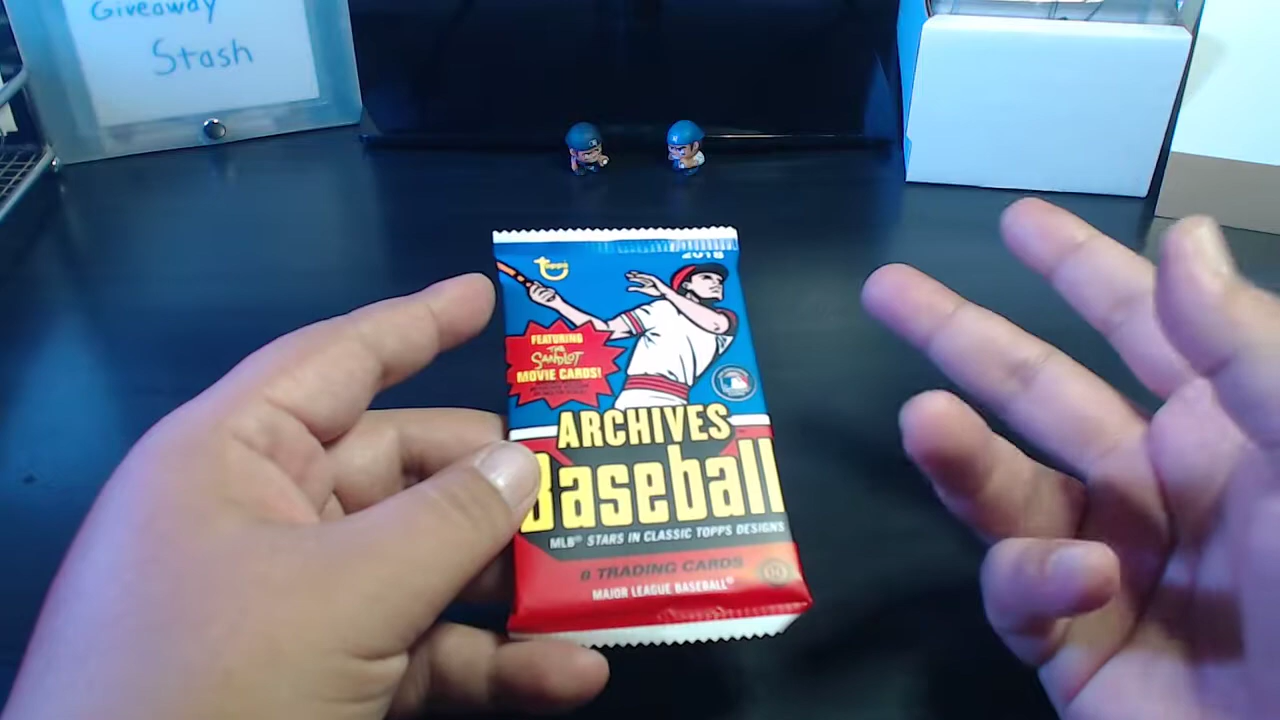 Giveaway
Stash
topps
2018
FEATURING
THE
SANDLOT
MOVIE CARDS!
ARCHIVES
Baseball
MLB® STARS IN CLASSIC TOPPS DESIGNS
8 TRADING CARDS
MAJOR LEAGUE BASEBALL®